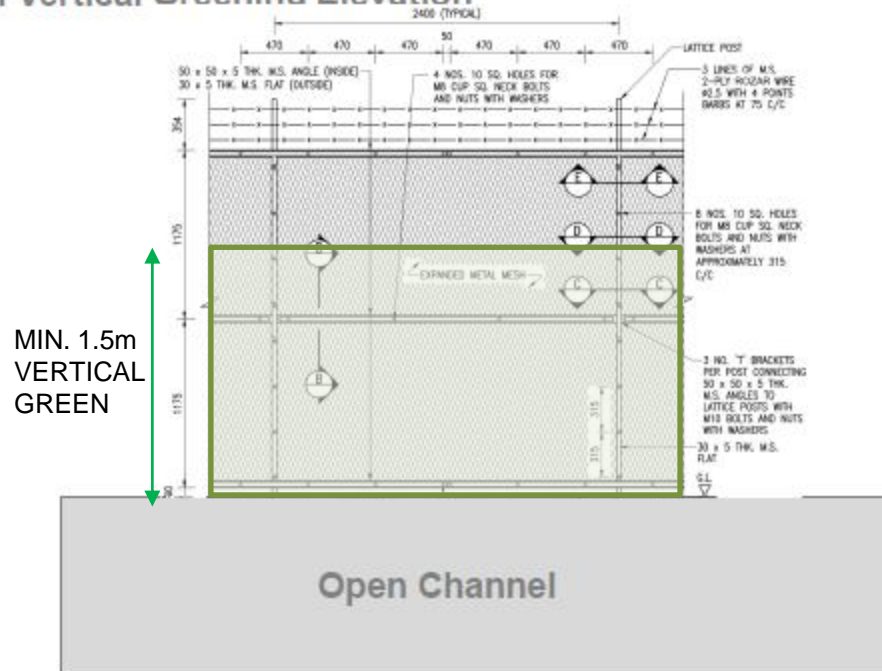 Vertical Greening Elevation
2400 (TYPICAL)
470 470 470 50 470 470 470
50 x 50 x 5 THK. M.S. ANGLE (INSIDE)
30 x 5 THK. M.S. FLAT (OUTSIDE)
4 NOS. 10 SQ. HOLES FOR
M8 CUP SQ. NECK BOLTS
AND NUTS WITH WASHERS
LATTICE POST
3 LINES OF M.S.
2-PLY ROZAR WIRE
ø2.5 WITH 4 POINTS
BARBS AT 75 C/C
354
1175
E E
8 NOS. 10 SQ. HOLES
FOR M8 CUP SQ. NECK
BOLTS AND NUTS WITH
WASHERS AT
APPROXIMATELY 315
C/C
D D
EXPANDED METAL MESH
C C
MIN. 1.5m
VERTICAL
GREEN
1175
B
315
315
3 NO. 'T' BRACKETS
PER POST CONNECTING
50 x 50 x 5 THK.
M.S. ANGLES TO
LATTICE POSTS WITH
M10 BOLTS AND NUTS
WITH WASHERS
30 x 5 THK. M.S.
FLAT
G.L
Open Channel